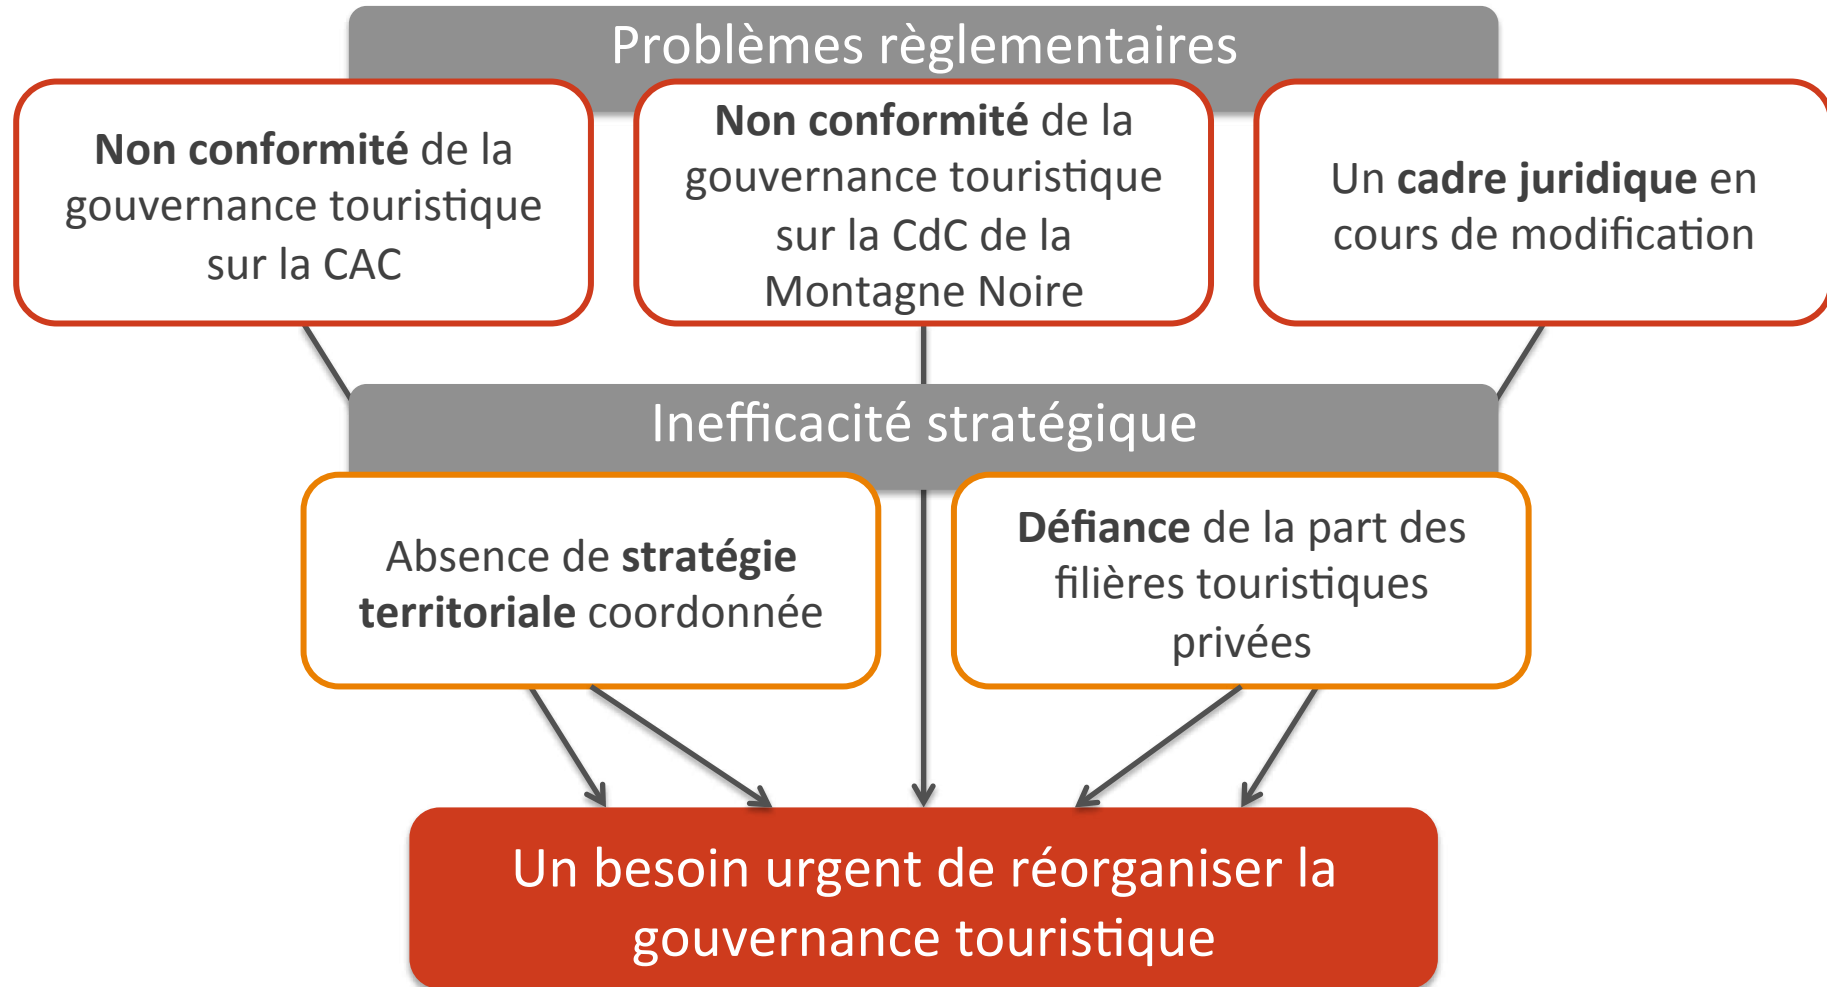 Problèmes règlementaires
Non conformité de la
gouvernance touristique
sur la CAC
Non conformité de la
gouvernance touristique
sur la CdC de la
Montagne Noire
Un cadre juridique en
cours de modification
Inefficacité stratégique
Absence de stratégie
territoriale coordonnée
Défiance de la part des
filières touristiques
privées
Un besoin urgent de réorganiser la
gouvernance touristique